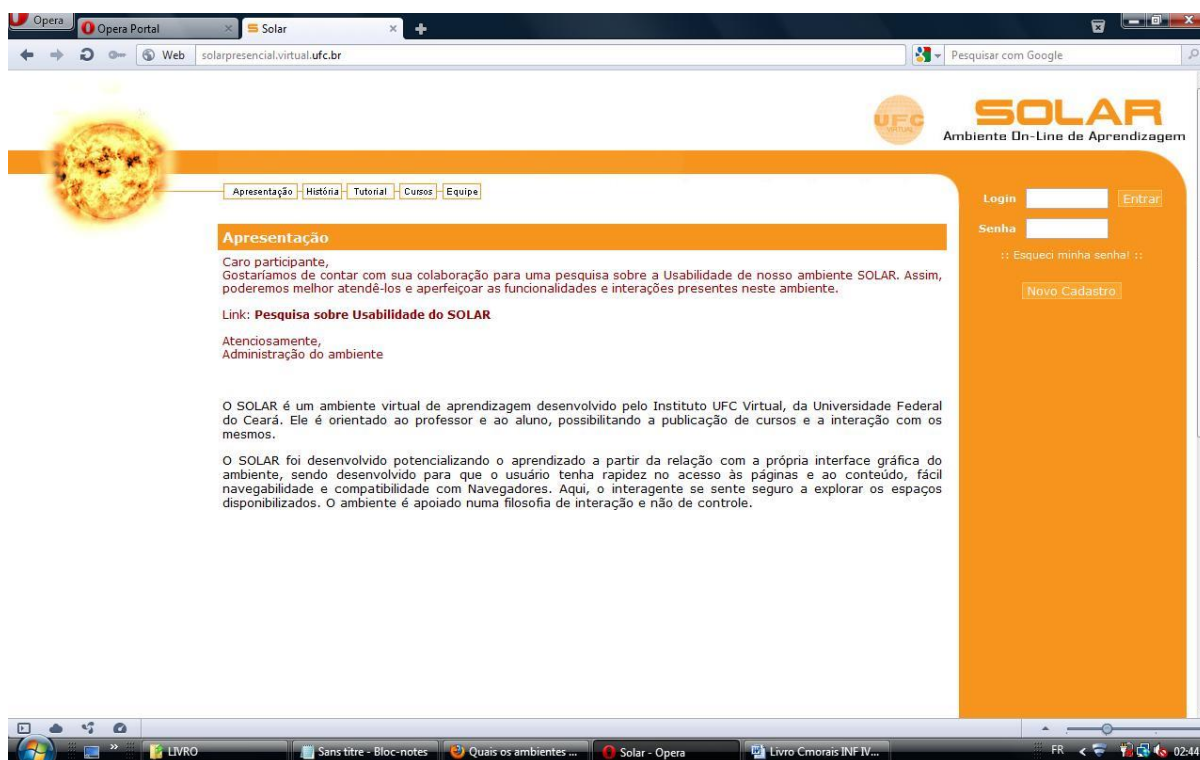 Opera
Opera Portal
Solar
Web
solarpresencial.virtual.ufc.br
Pesquisar com Google
UFC
VIRTUAL
SOLAR
Ambiente On-Line de Aprendizagem
Apresentação História Tutorial Cursos Equipe
Login
Entrar
Senha
:: Esqueci minha senha! ::
Novo Cadastro
Apresentação
Caro participante,
Gostaríamos de contar com sua colaboração para uma pesquisa sobre a Usabilidade de nosso ambiente SOLAR. Assim,
poderemos melhor atendê-los e aperfeiçoar as funcionalidades e interações presentes neste ambiente.
Link: Pesquisa sobre Usabilidade do SOLAR
Atenciosamente,
Administração do ambiente
O SOLAR é um ambiente virtual de aprendizagem desenvolvido pelo Instituto UFC Virtual, da Universidade Federal
do Ceará. Ele é orientado ao professor e ao aluno, possibilitando a publicação de cursos e a interação com os
mesmos.
O SOLAR foi desenvolvido potencializando o aprendizado a partir da relação com a própria interface gráfica do
ambiente, sendo desenvolvido para que o usuário tenha rapidez no acesso às páginas e ao conteúdo, fácil
navegabilidade e compatibilidade com Navegadores. Aqui, o interagente se sente seguro a explorar os espaços
disponibilizados. O ambiente é apoiado numa filosofia de interação e não de controle.
LIVRO
Sans titre - Bloc-notes
Quais os ambientes ...
Solar - Opera
Livro Cmorais INF IV...
FR
02:44